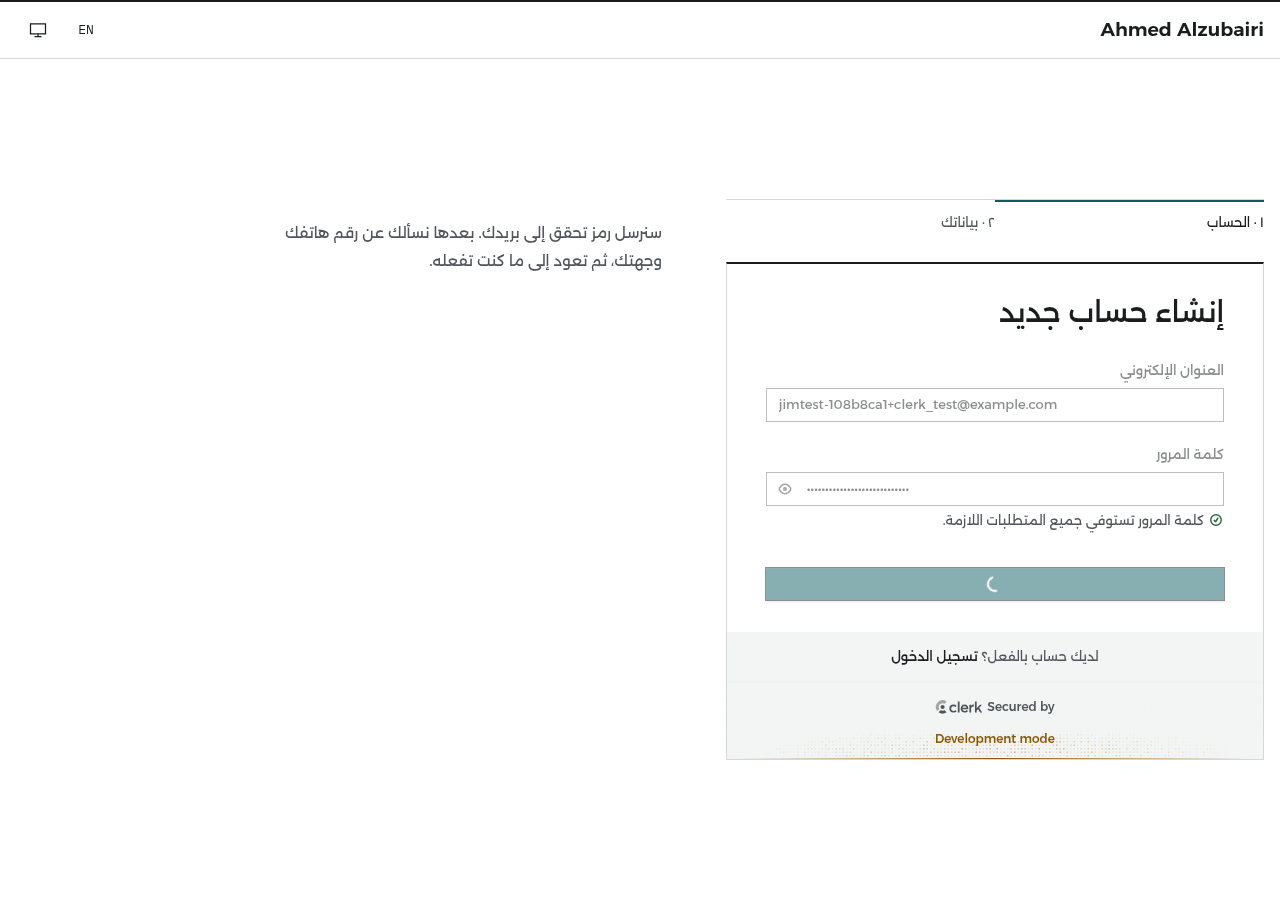 Ahmed Alzubairi
EN
٠١ الحساب
٠٢ بياناتك
إنشاء حساب جديد
العنوان الإلكتروني
jimtest-108b8ca1+clerk_test@example.com
كلمة المرور
كلمة المرور تستوفي جميع المتطلبات اللازمة.
لديك حساب بالفعل؟ تسجيل الدخول
Secured by clerk
Development mode
سنرسل رمز تحقق إلى بريدك. بعدها نسألك عن رقم هاتفك
وجهتك، ثم تعود إلى ما كنت تفعله.